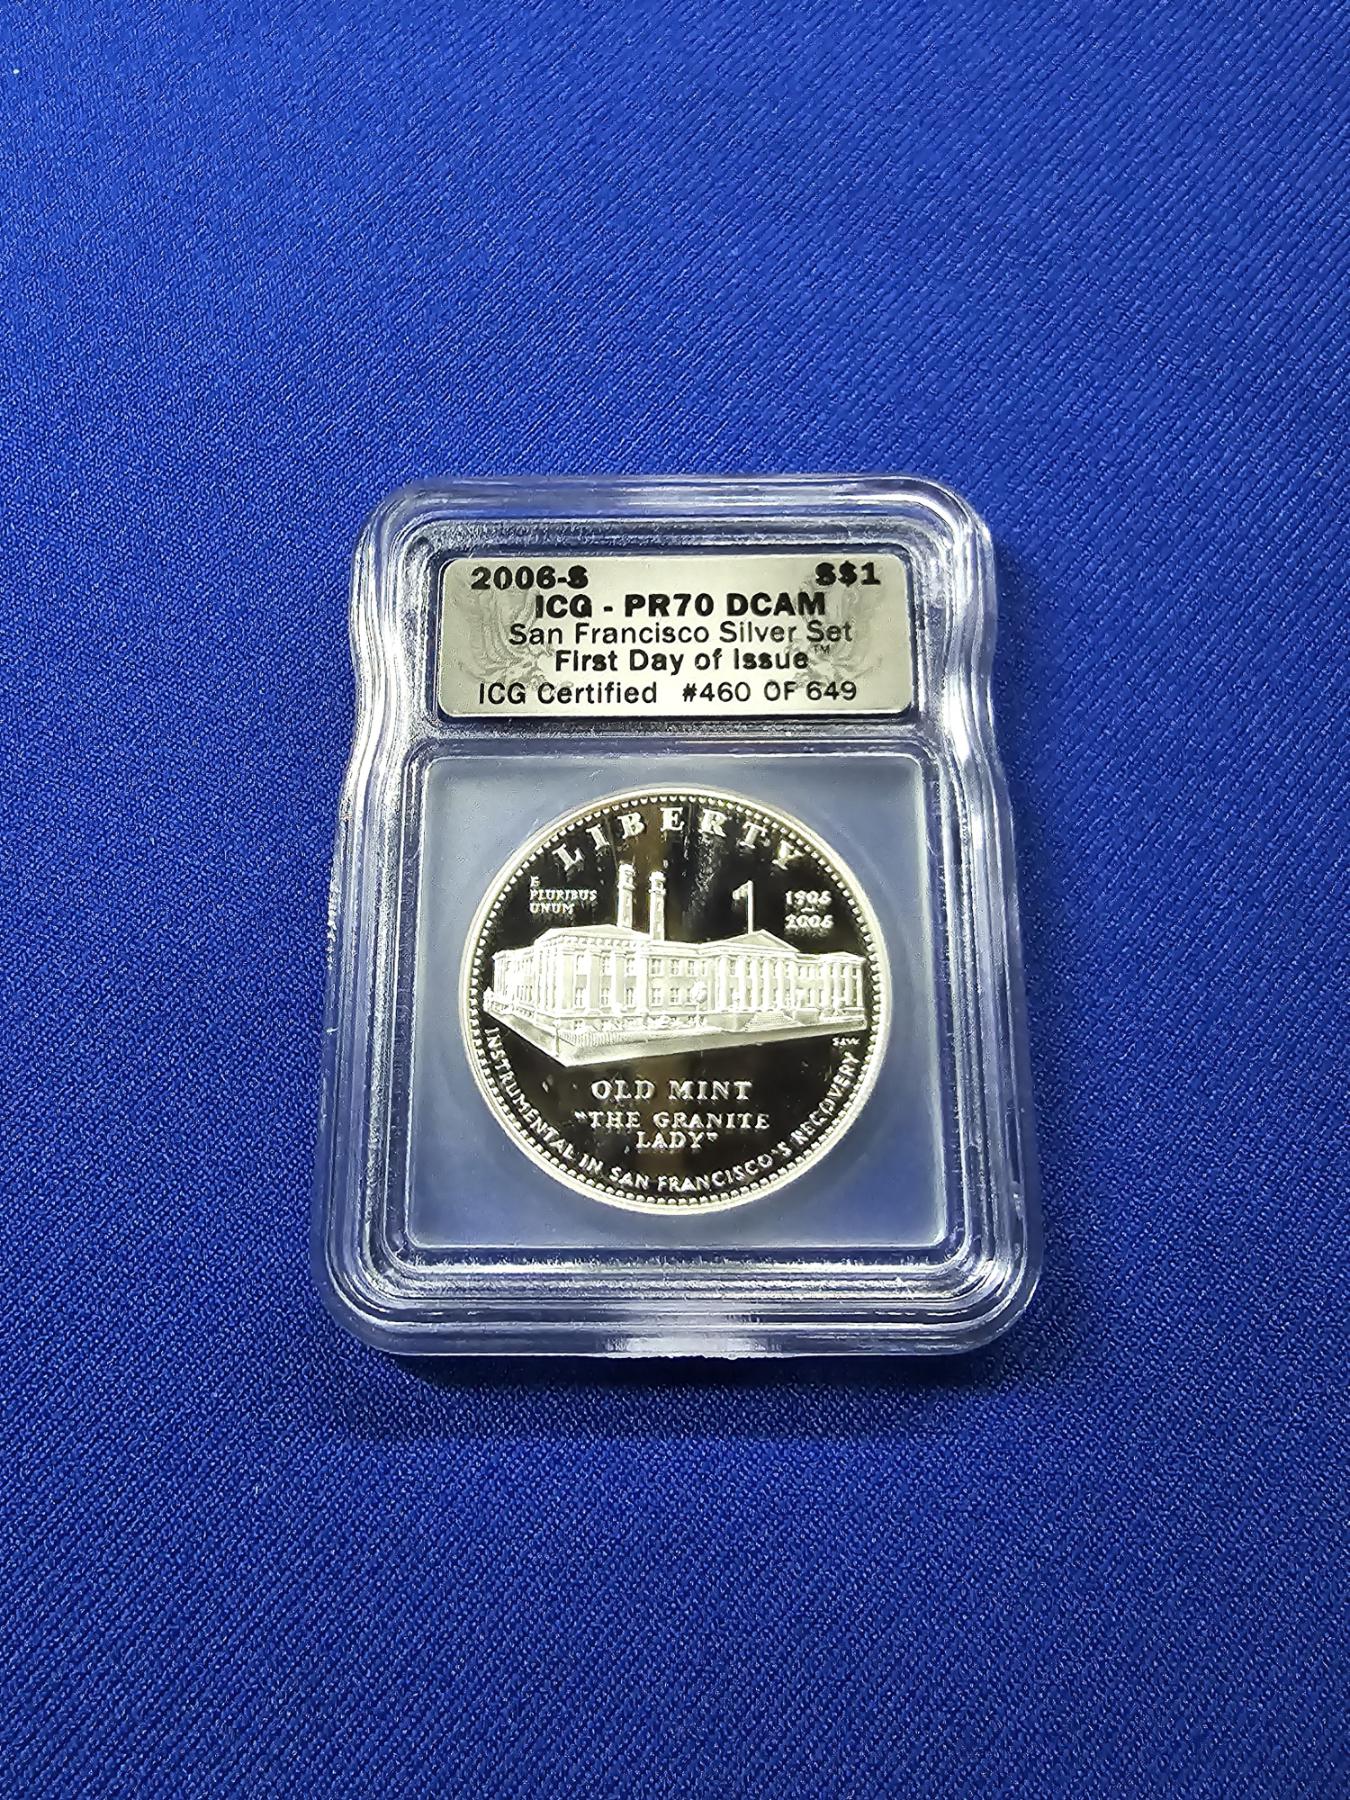 2006-S S$1
ICG - PR70 DCAM
San Francisco Silver Set
First Day of Issue™
ICG Certified #460 OF 649
LIBERTY
E
PLURIBUS
UNUM
1906
2006
OLD MINT
"THE GRANITE
LADY"
INSTRUMENTAL IN SAN FRANCISCO'S RECOVERY